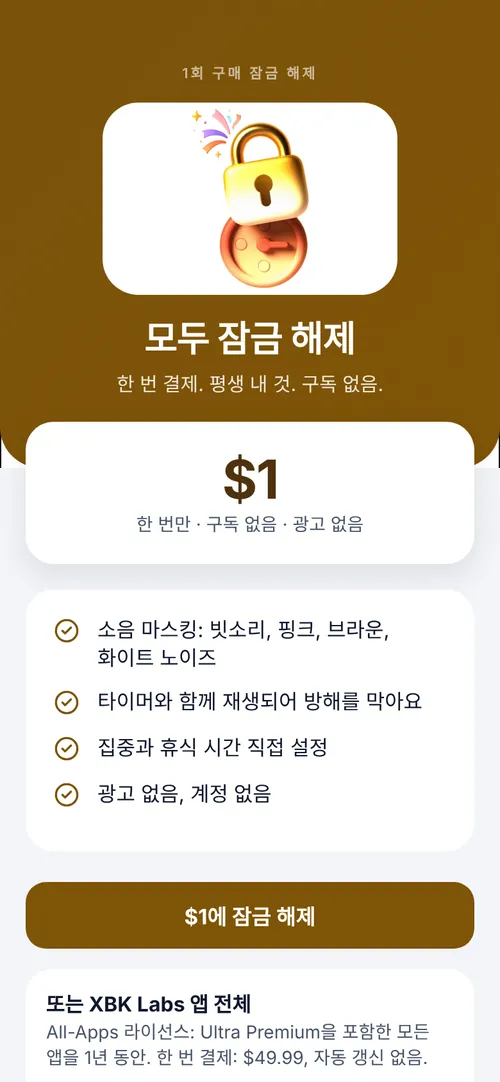 1회 구매 잠금 해제
모두 잠금 해제
한 번 결제. 평생 내 것. 구독 없음.
$1
한 번만 · 구독 없음 · 광고 없음
소음 마스킹: 빗소리, 핑크, 브라운,
화이트 노이즈
타이머와 함께 재생되어 방해를 막아요
집중과 휴식 시간 직접 설정
광고 없음, 계정 없음
$1에 잠금 해제
또는 XBK Labs 앱 전체
All-Apps 라이선스: Ultra Premium을 포함한 모든
앱을 1년 동안. 한 번 결제: $49.99, 자동 갱신 없음.